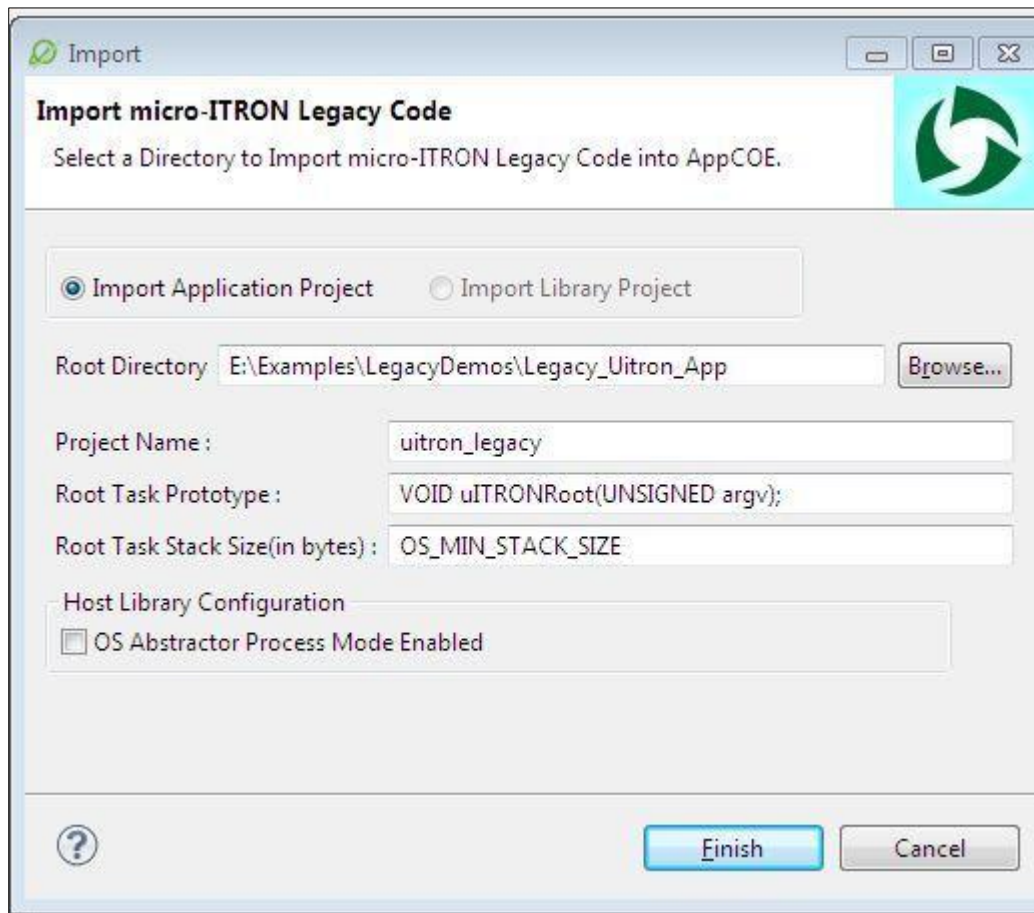 Import
Import micro-ITRON Legacy Code
Select a Directory to Import micro-ITRON Legacy Code into AppCOE.
Import Application Project Import Library Project
Root Directory E:\Examples\LegacyDemos\Legacy_Uitron_App Browse...
Project Name : uitron_legacy
Root Task Prototype : VOID uITRONRoot(UNSIGNED argv);
Root Task Stack Size(in bytes) : OS_MIN_STACK_SIZE
Host Library Configuration
OS Abstractor Process Mode Enabled
? Finish Cancel